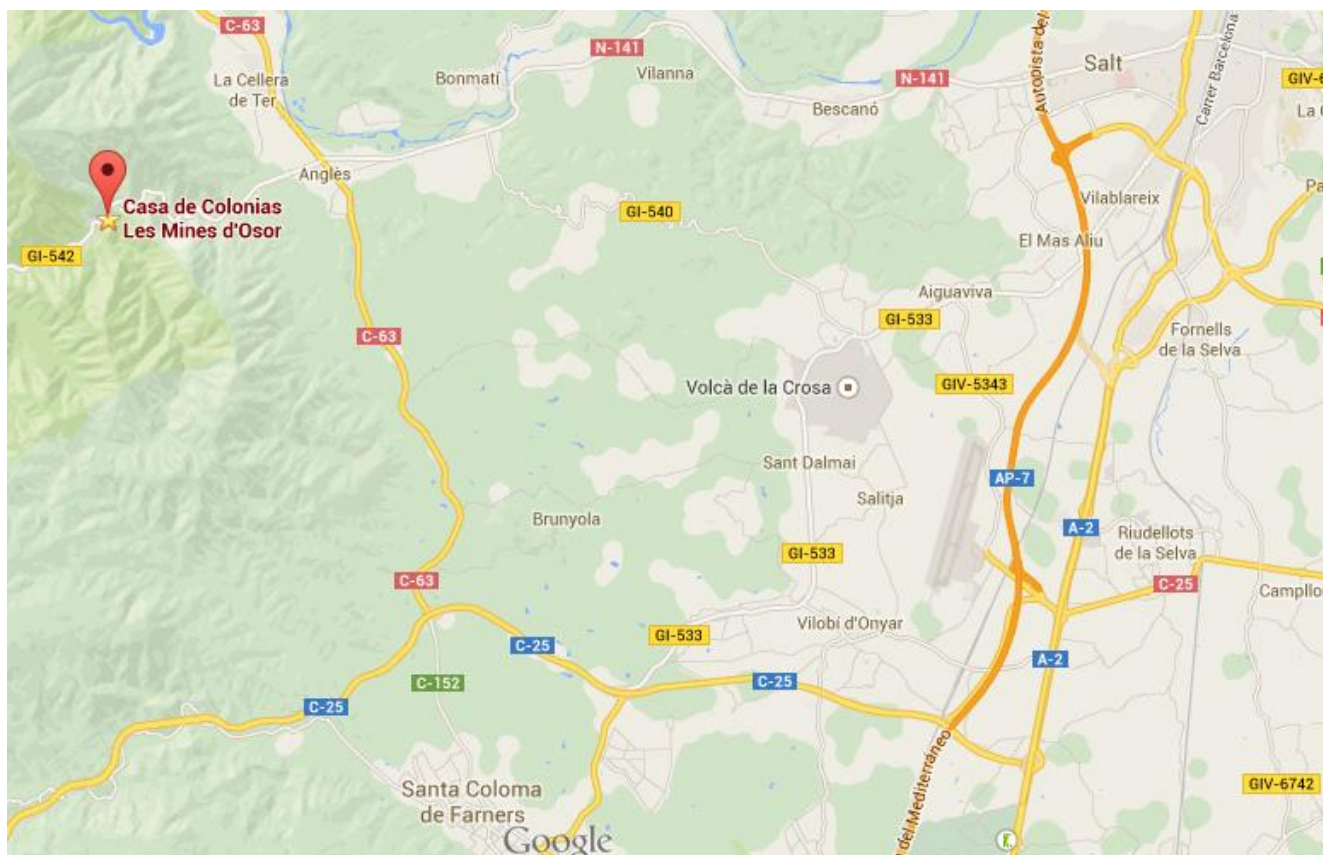 C-63
N-141
Salt
Autopista del
Carrer Barcelona
La Cellera
de Ter
Bonmatí
Vilanna
N-141
GIV-6
Bescanó
La C
Anglès
Casa de Colonias
Les Mines d'Osor
GI-542
GI-540
Vilablareix
Pa
El Mas Aliu
Aiguaviva
GI-533
C-63
Fornells
de la Selva
Volcà de la Crosa
GIV-5343
Sant Dalmai
Salitja
AP-7
Brunyola
A-2
Riudellots
de la Selva
GI-533
C-63
C-25
Campllo
Vilobí d'Onyar
GI-533
C-25
A-2
C-152
C-25
C-25
Santa Coloma
de Farners
del Mediterráneo
GIV-6742
Google